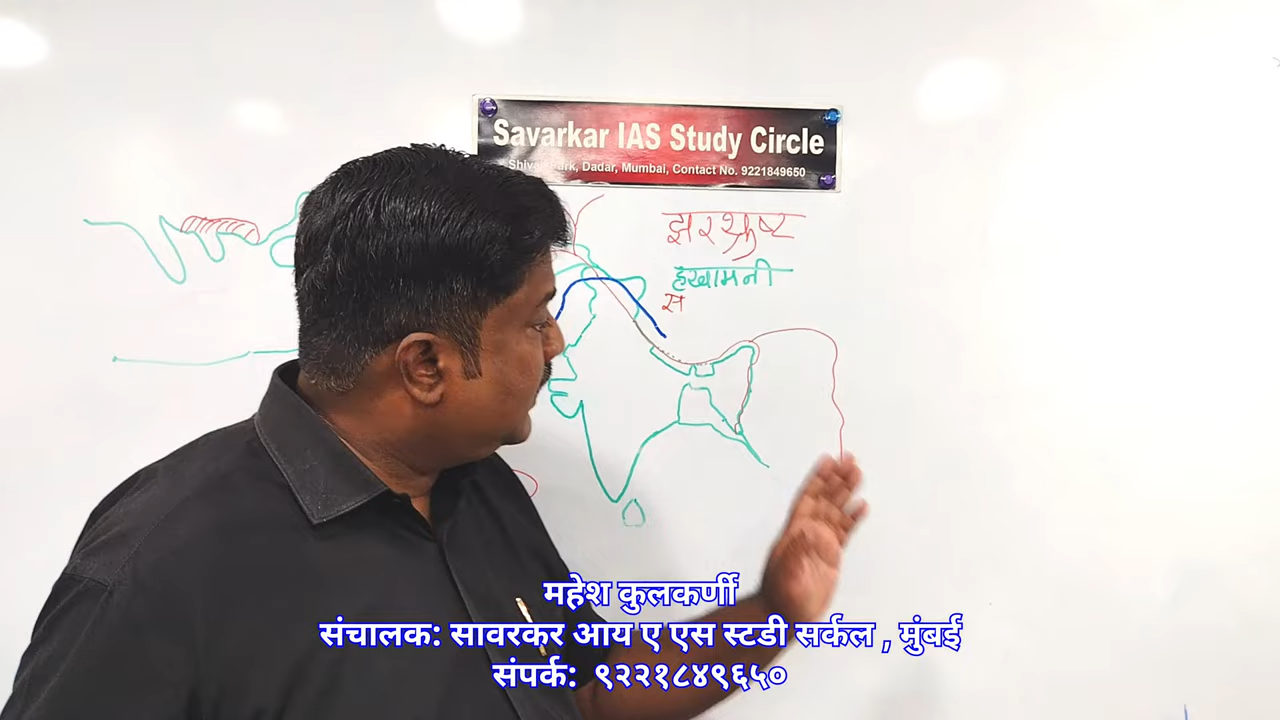 Savarkar IAS Study Circle
Park, Dadar, Mumbai, Contact No. 9221849650
झरथ्रुष्ट
हखामनी
स
महेश कुलकर्णी
संचालक: सावरकर आय ए एस स्टडी सर्कल , मुंबई
संपर्क: ९२२१८४९६५०